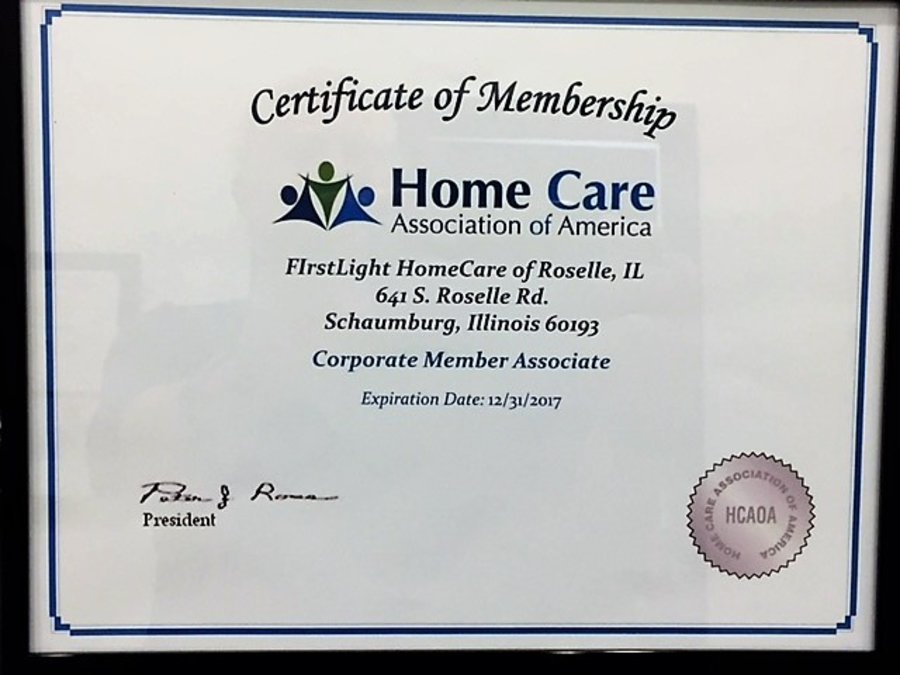 Certificate of Membership
Home Care
Association of America
FIrstLight HomeCare of Roselle, IL
641 S. Roselle Rd.
Schaumburg, Illinois 60193
Corporate Member Associate
Expiration Date: 12/31/2017
President
HOME CARE ASSOCIATION OF AMERICA
HCAOA